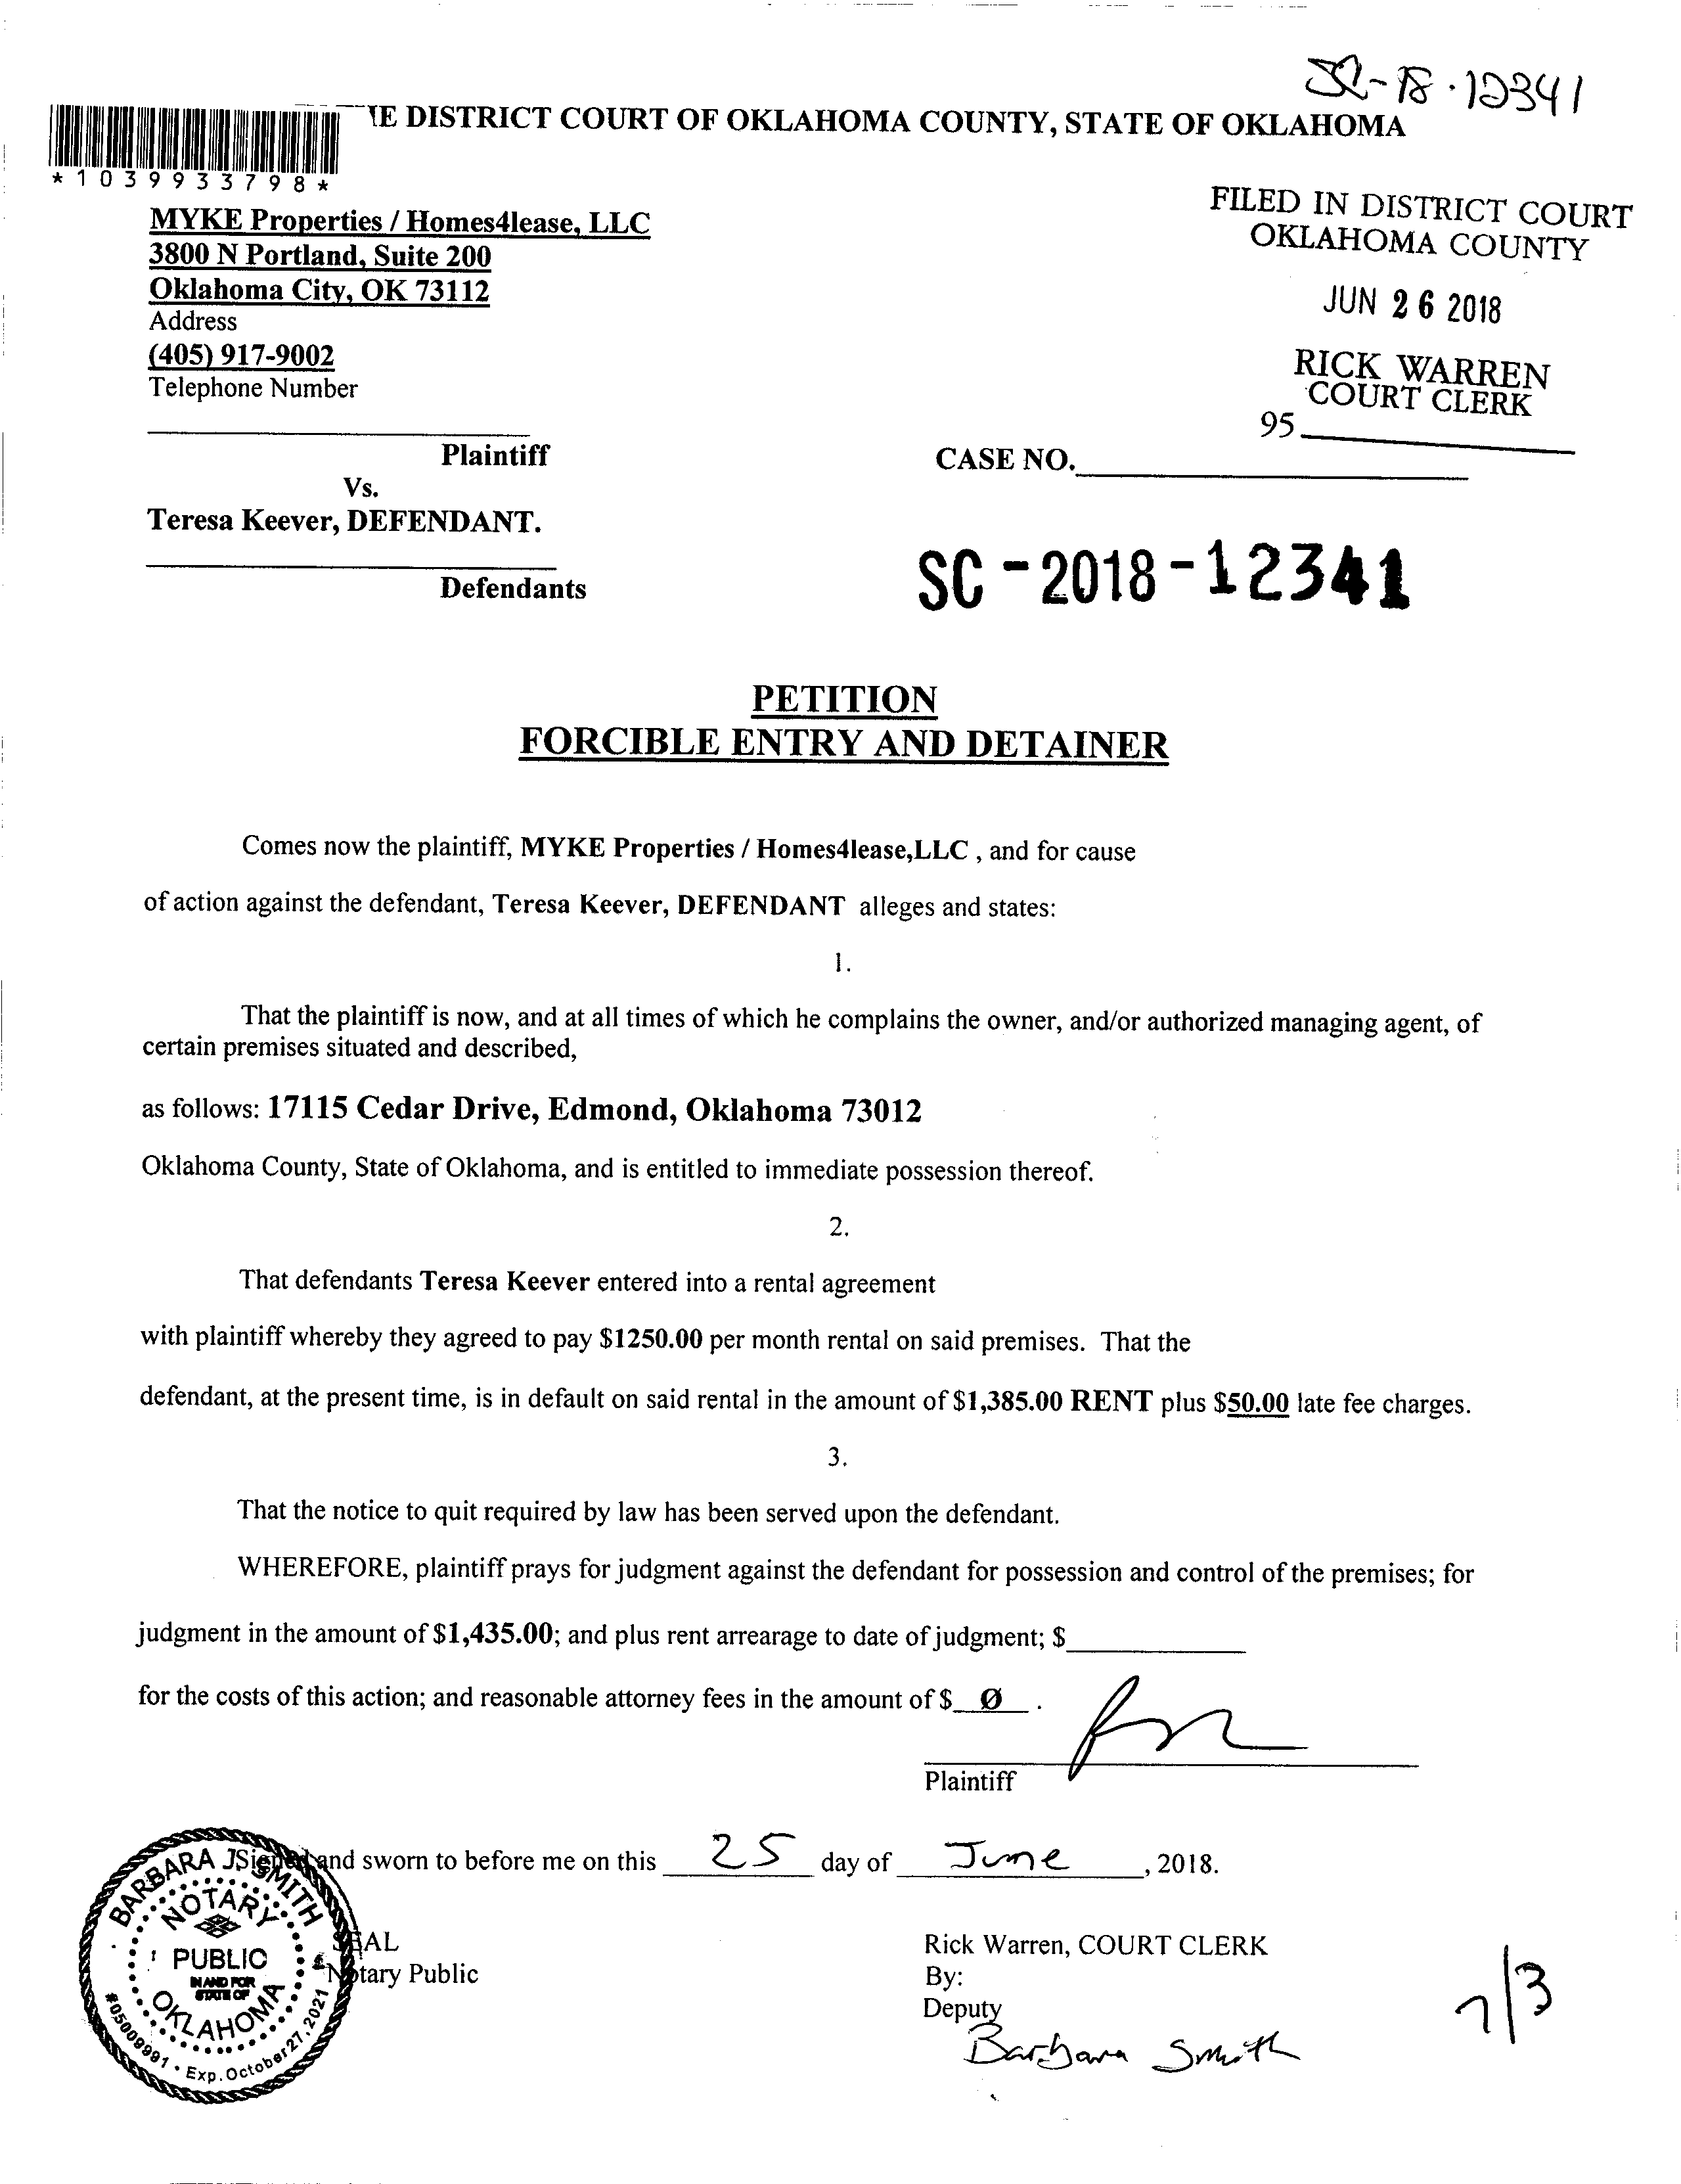 SC-18-12341
IE DISTRICT COURT OF OKLAHOMA COUNTY, STATE OF OKLAHOMA
*1039933798*
MYKE Properties / Homes4lease, LLC
3800 N Portland, Suite 200
Oklahoma City, OK 73112
Address
(405) 917-9002
Telephone Number
FILED IN DISTRICT COURT
OKLAHOMA COUNTY
JUN 26 2018
RICK WARREN
COURT CLERK
95
Plaintiff
CASE NO.
Vs.
Teresa Keever, DEFENDANT.
Defendants
SC-2018-12341
PETITION
FORCIBLE ENTRY AND DETAINER
Comes now the plaintiff, MYKE Properties / Homes4lease,LLC , and for cause
of action against the defendant, Teresa Keever, DEFENDANT alleges and states:
1.
That the plaintiff is now, and at all times of which he complains the owner, and/or authorized managing agent, of
certain premises situated and described,
as follows: 17115 Cedar Drive, Edmond, Oklahoma 73012
Oklahoma County, State of Oklahoma, and is entitled to immediate possession thereof.
2.
That defendants Teresa Keever entered into a rental agreement
with plaintiff whereby they agreed to pay $1250.00 per month rental on said premises. That the
defendant, at the present time, is in default on said rental in the amount of $1,385.00 RENT plus $50.00 late fee charges.
3.
That the notice to quit required by law has been served upon the defendant.
WHEREFORE, plaintiff prays for judgment against the defendant for possession and control of the premises; for
judgment in the amount of $1,435.00; and plus rent arrearage to date of judgment; $
for the costs of this action; and reasonable attorney fees in the amount of $ Ø .
Plaintiff
Signed and sworn to before me on this 25 day of June, 2018.
BARBARA J SMITH
NOTARY
PUBLIC
IN AND FOR
STATE OF
OKLAHOMA
#05009991 · Exp. October 27, 2021
SEAL
Notary Public
Rick Warren, COURT CLERK
By:
Deputy
Barbara Smith
7/3